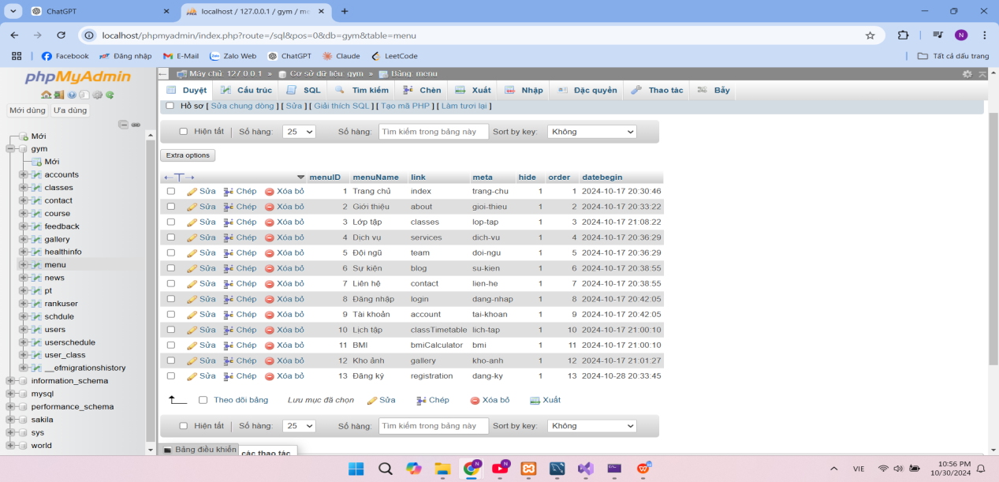 ChatGPT
localhost / 127.0.0.1 / gym / me
localhost/phpmyadmin/index.php?route=/sql&pos=0&db=gym&table=menu
N
Facebook Đăng nhập E-Mail Zalo Web ChatGPT Claude LeetCode Tất cả dấu trang
phpMyAdmin
Mới dùng Ưa dùng
Mới
gym
Mới
accounts
classes
contact
course
feedback
gallery
healthinfo
menu
news
pt
rankuser
schdule
users
userschedule
user_class
__efmigrationshistory
information_schema
mysql
performance_schema
sakila
sys
world
Máy chủ: 127.0.0.1 » Cơ sở dữ liệu: gym » Bảng: menu
Duyệt Cấu trúc SQL Tìm kiếm Chèn Xuất Nhập Đặc quyền Thao tác Bẫy
Hồ sơ [ Sửa chung dòng ] [ Sửa ] [ Giải thích SQL ] [ Tạo mã PHP ] [ Làm tươi lại ]
Hiện tất Số hàng: 25 Số hàng: Tìm kiếm trong bảng này Sort by key: Không
Extra options
menuID menuName link meta hide order datebegin
Sửa Chép Xóa bỏ 1 Trang chủ index trang-chu 1 1 2024-10-17 20:30:46
Sửa Chép Xóa bỏ 2 Giới thiệu about gioi-thieu 1 2 2024-10-17 20:33:22
Sửa Chép Xóa bỏ 3 Lớp tập classes lop-tap 1 3 2024-10-17 21:08:22
Sửa Chép Xóa bỏ 4 Dịch vụ services dich-vu 1 4 2024-10-17 20:36:29
Sửa Chép Xóa bỏ 5 Đội ngũ team doi-ngu 1 5 2024-10-17 20:36:29
Sửa Chép Xóa bỏ 6 Sự kiện blog su-kien 1 6 2024-10-17 20:38:55
Sửa Chép Xóa bỏ 7 Liên hệ contact lien-he 1 7 2024-10-17 20:38:55
Sửa Chép Xóa bỏ 8 Đăng nhập login dang-nhap 1 8 2024-10-17 20:42:05
Sửa Chép Xóa bỏ 9 Tài khoản account tai-khoan 1 9 2024-10-17 20:42:05
Sửa Chép Xóa bỏ 10 Lịch tập classTimetable lich-tap 1 10 2024-10-17 21:00:10
Sửa Chép Xóa bỏ 11 BMI bmiCalculator bmi 1 11 2024-10-17 21:00:10
Sửa Chép Xóa bỏ 12 Kho ảnh gallery kho-anh 1 12 2024-10-17 21:01:27
Sửa Chép Xóa bỏ 13 Đăng ký registration dang-ky 1 13 2024-10-28 20:33:45
Theo dõi bảng Lưu mục đã chọn Sửa Chép Xóa bỏ Xuất
Hiện tất Số hàng: 25 Số hàng: Tìm kiếm trong bảng này Sort by key: Không
Bảng điều khiển các thao tác
VIE 10:56 PM
10/30/2024